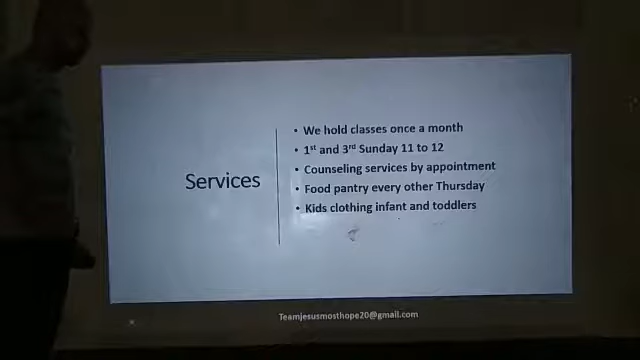 Services
• We hold classes once a month
• 1st and 3rd Sunday 11 to 12
• Counseling services by appointment
• Food pantry every other Thursday
• Kids clothing infant and toddlers
Teamjesusmosthope20@gmail.com